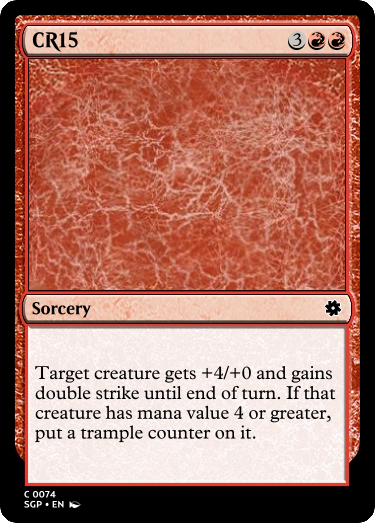 CR15 3
Sorcery
Target creature gets +4/+0 and gains
double strike until end of turn. If that
creature has mana value 4 or greater,
put a trample counter on it.
C 0074
SGP • EN